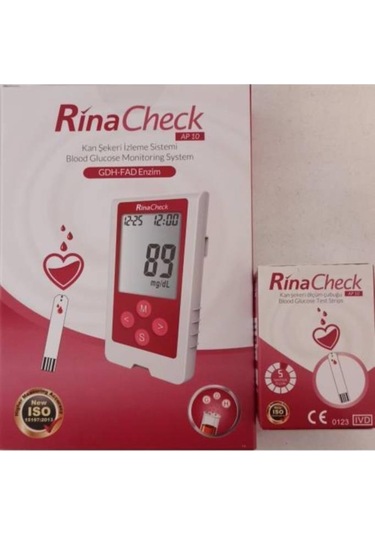 RinaCheck
AP 10
Kan Şekeri İzleme Sistemi
Blood Glucose Monitoring System
GDH-FAD Enzim
RinaCheck
12-25 12:00
89
mg/dL
M
< >
S
New
ISO
15197:2013
RinaCheck
AP 10
Kan şekeri ölçüm çubuğu
Blood Glucose Test Strips
5
ISO
CE 0123 IVD